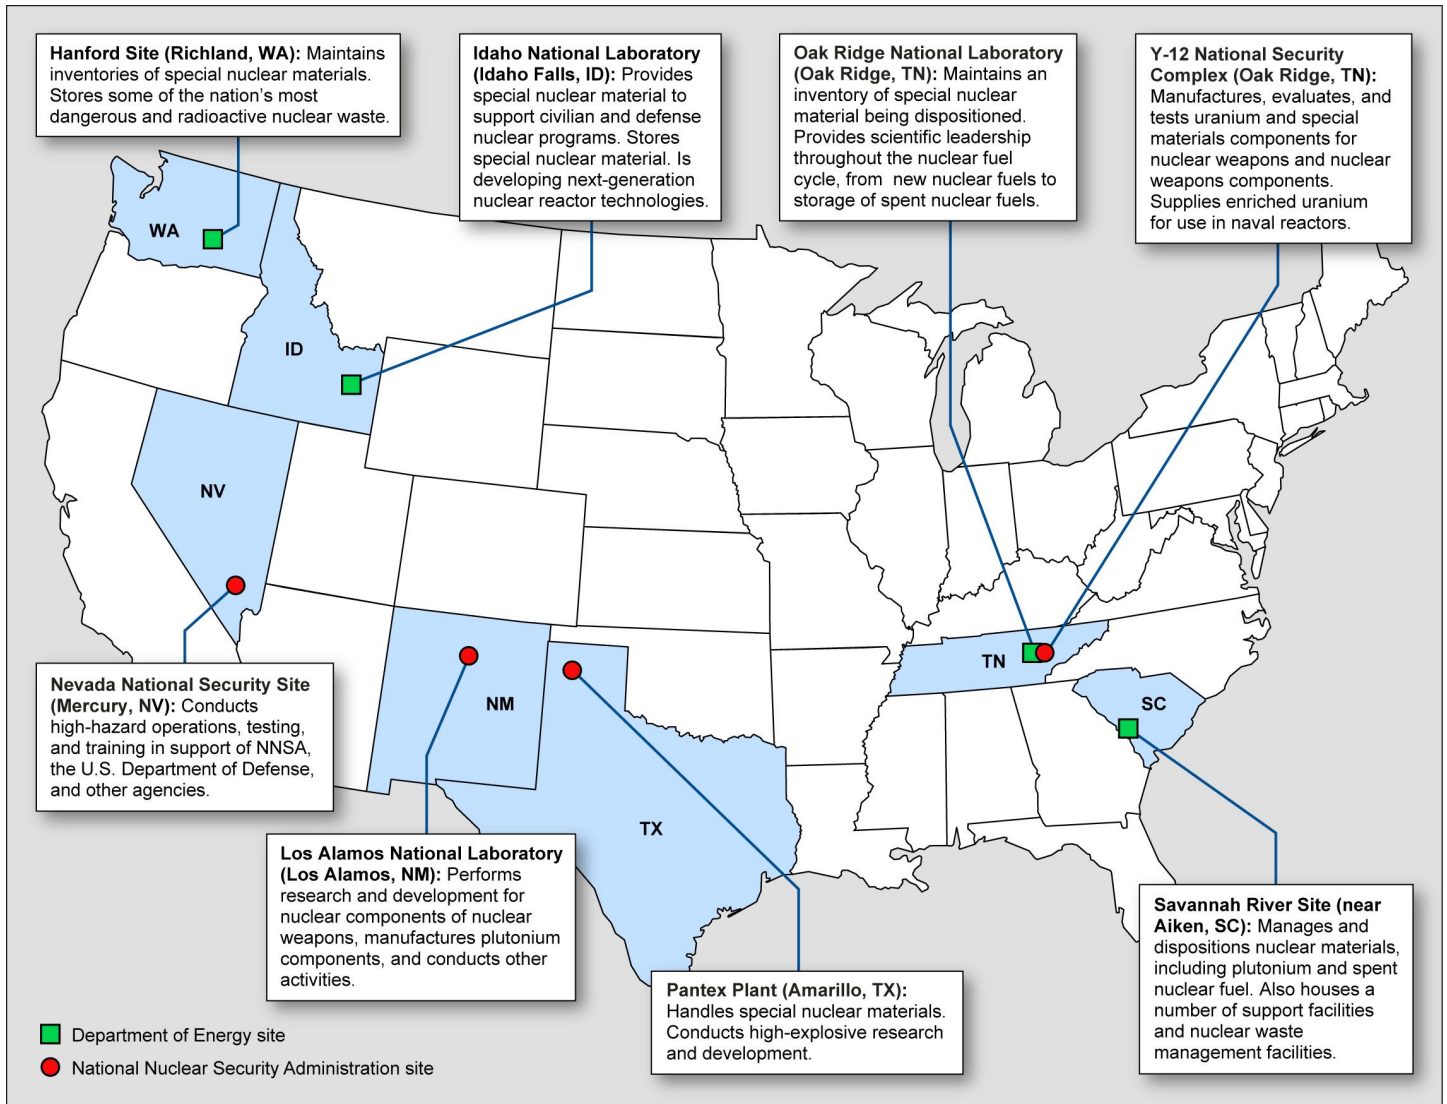 Hanford Site (Richland, WA): Maintains
inventories of special nuclear materials.
Stores some of the nation’s most
dangerous and radioactive nuclear waste.
Idaho National Laboratory
(Idaho Falls, ID): Provides
special nuclear material to
support civilian and defense
nuclear programs. Stores
special nuclear material. Is
developing next-generation
nuclear reactor technologies.
Oak Ridge National Laboratory
(Oak Ridge, TN): Maintains an
inventory of special nuclear
material being dispositioned.
Provides scientific leadership
throughout the nuclear fuel
cycle, from new nuclear fuels to
storage of spent nuclear fuels.
Y-12 National Security
Complex (Oak Ridge, TN):
Manufactures, evaluates, and
tests uranium and special
materials components for
nuclear weapons and nuclear
weapons components.
Supplies enriched uranium
for use in naval reactors.
WA
ID
NV
NM
TX
TN
SC
Nevada National Security Site
(Mercury, NV): Conducts
high-hazard operations, testing,
and training in support of NNSA,
the U.S. Department of Defense,
and other agencies.
Los Alamos National Laboratory
(Los Alamos, NM): Performs
research and development for
nuclear components of nuclear
weapons, manufactures plutonium
components, and conducts other
activities.
Pantex Plant (Amarillo, TX):
Handles special nuclear materials.
Conducts high-explosive research
and development.
Savannah River Site (near
Aiken, SC): Manages and
dispositions nuclear materials,
including plutonium and spent
nuclear fuel. Also houses a
number of support facilities
and nuclear waste
management facilities.
Department of Energy site
National Nuclear Security Administration site